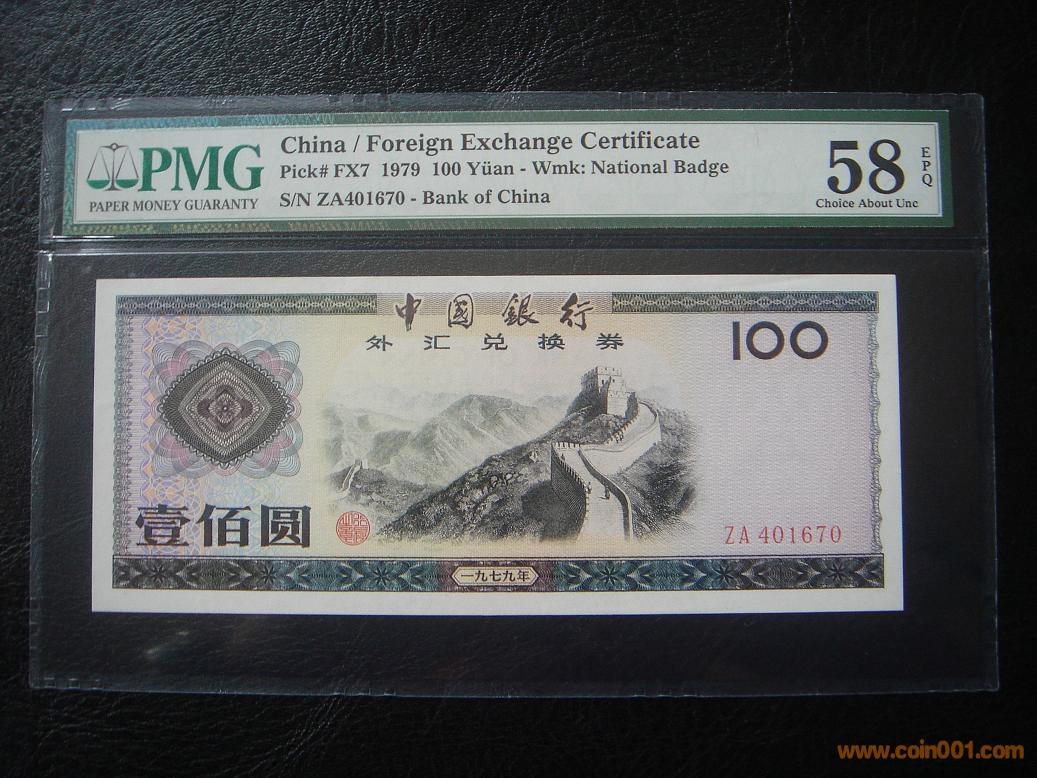 PMG
PAPER MONEY GUARANTY
China / Foreign Exchange Certificate
Pick# FX7 1979 100 Yüan - Wmk: National Badge
S/N ZA401670 - Bank of China
58
EPQ
Choice About Unc
中國銀行
外汇兑换券
100
壹佰圆
ZA 401670
一九七九年
www.coin001.com